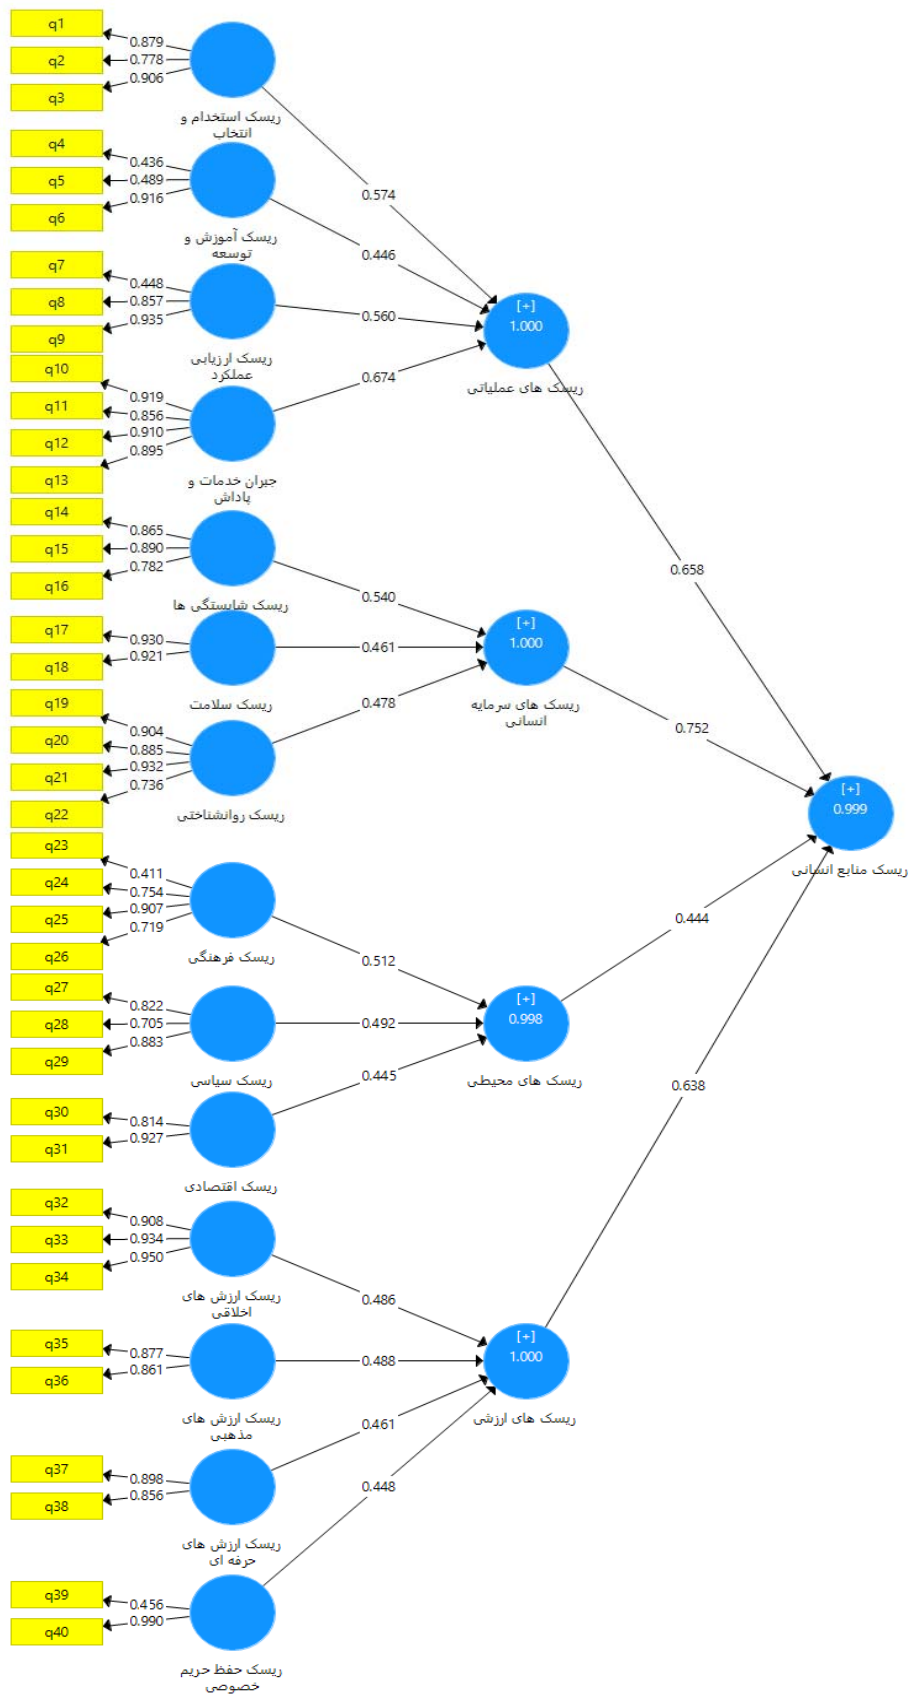 q1
q2
q3
0.879
0.778
0.906
ریسک استخدام و
انتخاب
q4
q5
q6
0.436
0.489
0.916
ریسک آموزش و
توسعه
q7
q8
q9
0.448
0.857
0.935
ریسک ارزیابی
عملکرد
q10
q11
q12
q13
0.919
0.856
0.910
0.895
جبران خدمات و
پاداش
0.574
0.446
0.560
0.674
[+]
1.000
ریسک های عملیاتی
q14
q15
q16
0.865
0.890
0.782
ریسک شایستگی ها
q17
q18
0.930
0.921
ریسک سلامت
q19
q20
q21
q22
0.904
0.885
0.932
0.736
ریسک روانشناختی
0.540
0.461
0.478
[+]
1.000
ریسک های سرمایه
انسانی
q23
q24
q25
q26
0.411
0.754
0.907
0.719
ریسک فرهنگی
q27
q28
q29
0.822
0.705
0.883
ریسک سیاسی
q30
q31
0.814
0.927
ریسک اقتصادی
0.512
0.492
0.445
[+]
0.998
ریسک های محیطی
q32
q33
q34
0.908
0.934
0.950
ریسک ارزش های
اخلاقی
q35
q36
0.877
0.861
ریسک ارزش های
مذهبی
q37
q38
0.898
0.856
ریسک ارزش های
حرفه ای
q39
q40
0.456
0.990
ریسک حفظ حریم
خصوصی
0.486
0.488
0.461
0.448
[+]
1.000
ریسک های ارزشی
0.658
0.752
0.444
0.638
[+]
0.999
ریسک منابع انسانی